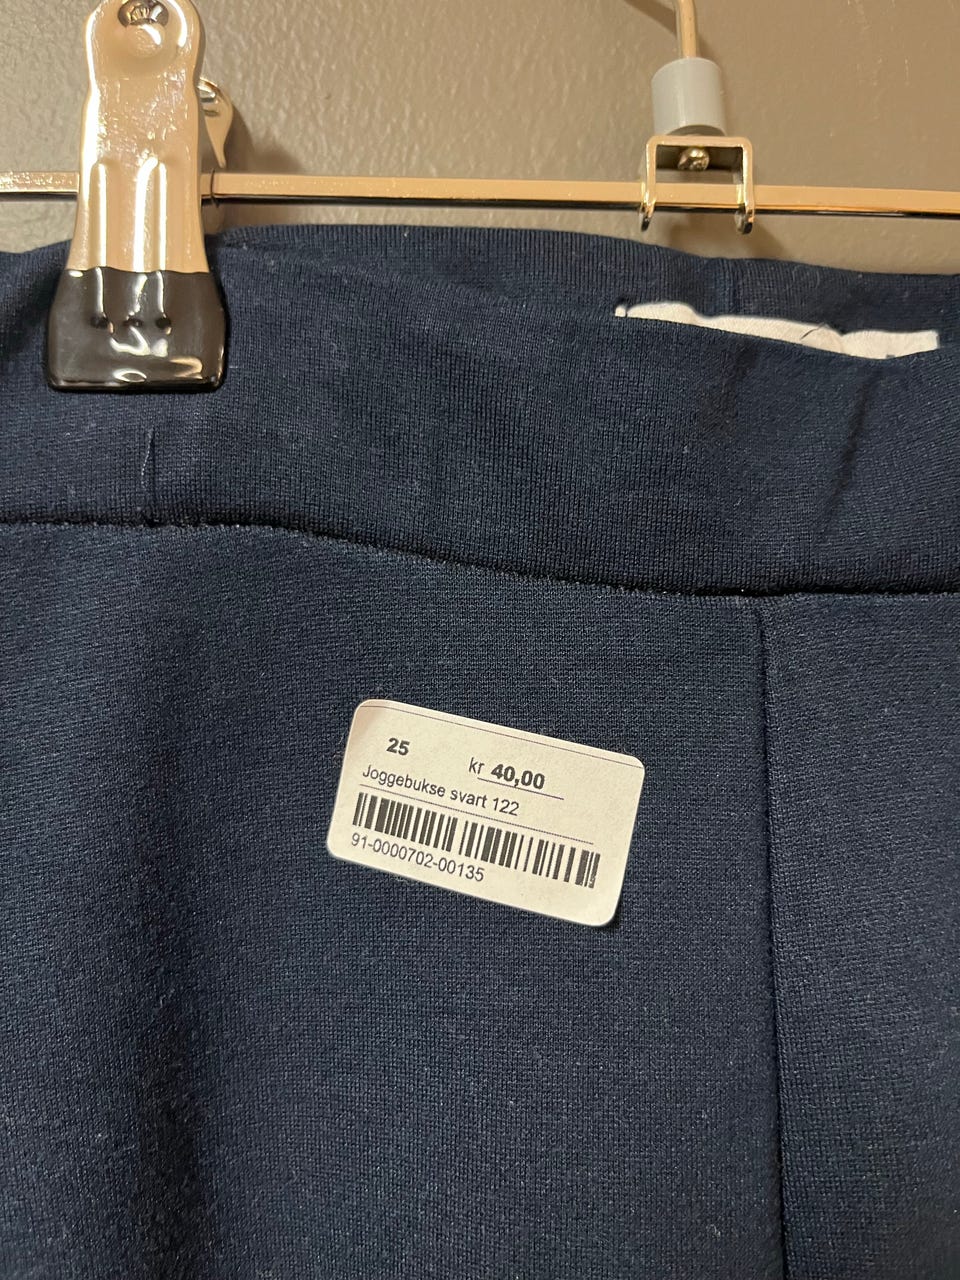 25 kr 40,00
Joggebukse svart 122
91-0000702-00135